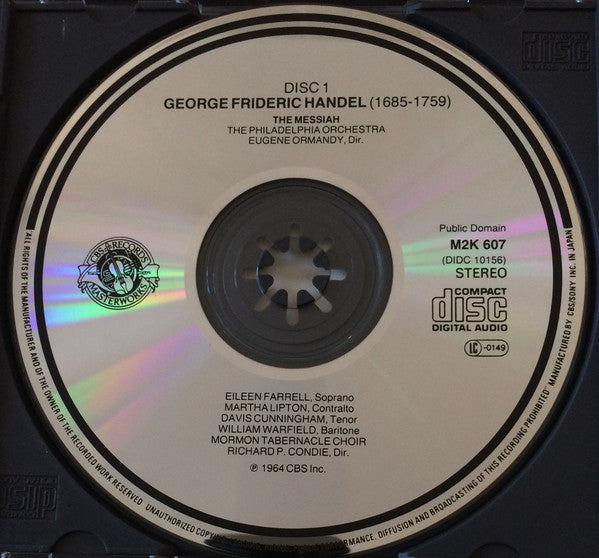 DISC 1
GEORGE FRIDERIC HANDEL (1685-1759)
THE MESSIAH
THE PHILADELPHIA ORCHESTRA
EUGENE ORMANDY, Dir.
CBS RECORDS
MASTERWORKS
Public Domain
M2K 607
(DIDC 10156)
STEREO
COMPACT
disc
DIGITAL AUDIO
LC -0149
EILEEN FARRELL, Soprano
MARTHA LIPTON, Contralto
DAVIS CUNNINGHAM, Tenor
WILLIAM WARFIELD, Baritone
MORMON TABERNACLE CHOIR
RICHARD P. CONDIE, Dir.
℗ 1964 CBS Inc.
ALL RIGHTS OF THE MANUFACTURER AND OF THE OWNER OF THE RECORDED WORK RESERVED UNAUTHORIZED PERFORMANCE, DIFFUSION AND BROADCASTING OF THIS RECORDING PROHIBITED MANUFACTURED BY CBS/SONY INC. IN JAPAN
disc